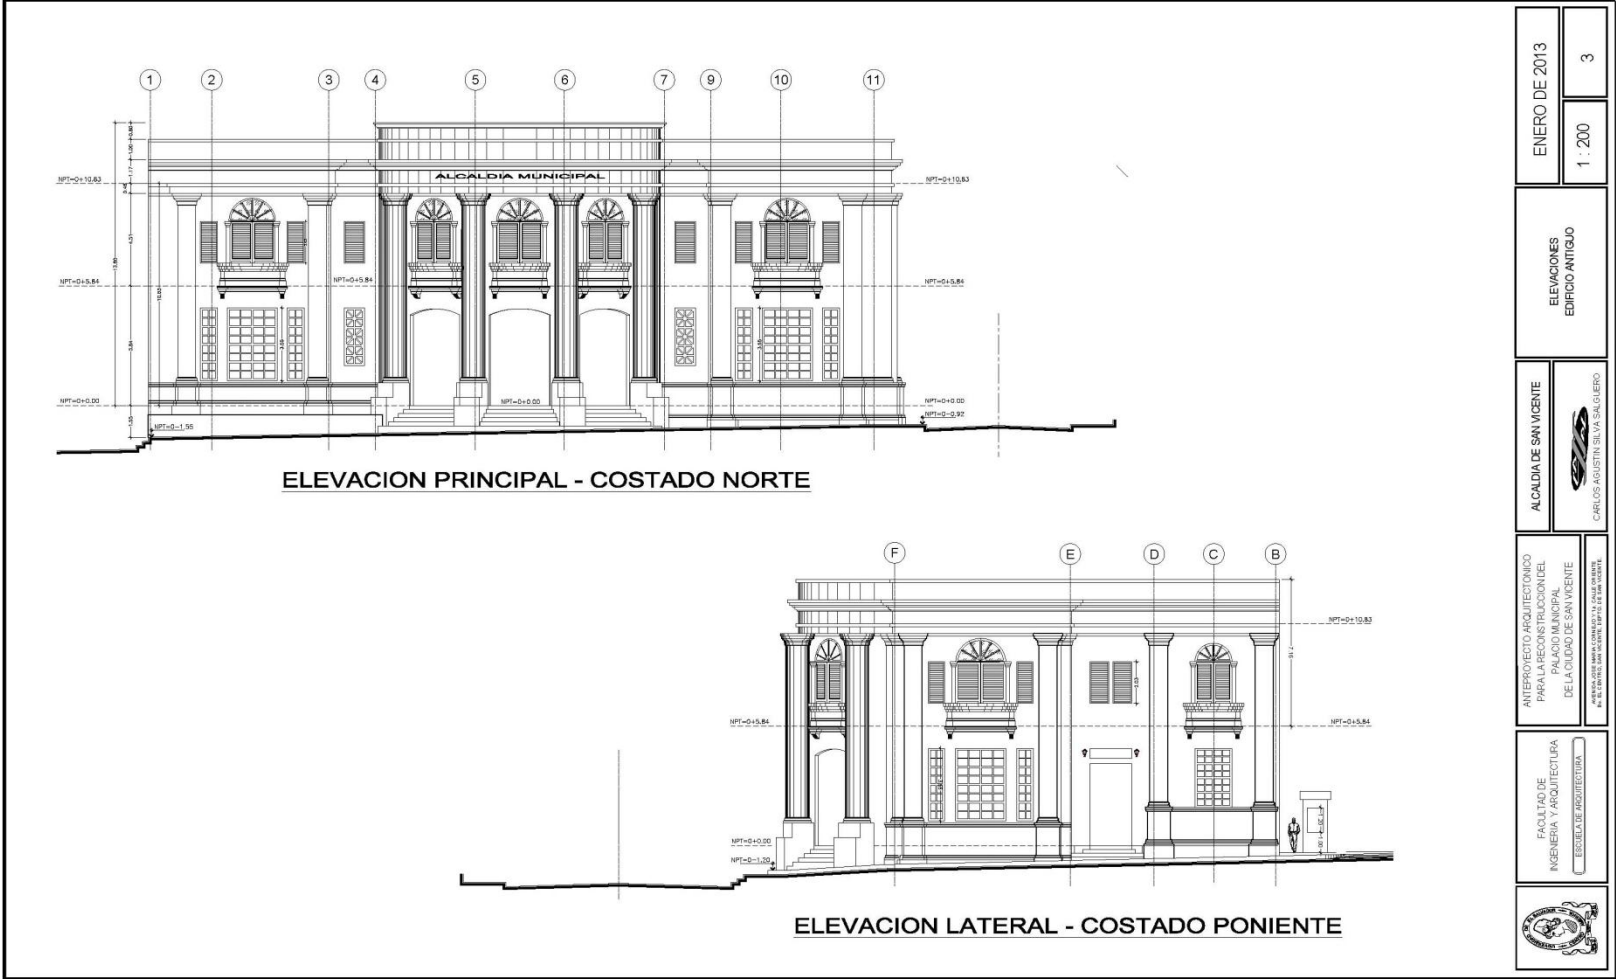 1 2 3 4 5 6 7 9 10 11
ALCALDIA MUNICIPAL
NPT=0+10.83
NPT=0+10.83
NPT=0+5.84
NPT=0+5.84
NPT=0+5.84
NPT=0+0.00
NPT=0+0.00
NPT=0+0.00
NPT=0-0.92
NPT=0-1.55
ELEVACION PRINCIPAL - COSTADO NORTE
F E D C B
NPT=0+10.83
NPT=0+5.84
NPT=0+5.84
NPT=0+0.00
NPT=0-1.20
ELEVACION LATERAL - COSTADO PONIENTE
ENERO DE 2013
3
1 : 200
ELEVACIONES
EDIFICIO ANTIGUO
ALCALDIA DE SAN VICENTE
CARLOS AGUSTIN SILVA SALGUERO
ANTEPROYECTO ARQUITECTONICO
PARA LA RECONSTRUCCION DEL
PALACIO MUNICIPAL
DE LA CIUDAD DE SAN VICENTE
FACULTAD DE
INGENIERIA Y ARQUITECTURA
ESCUELA DE ARQUITECTURA